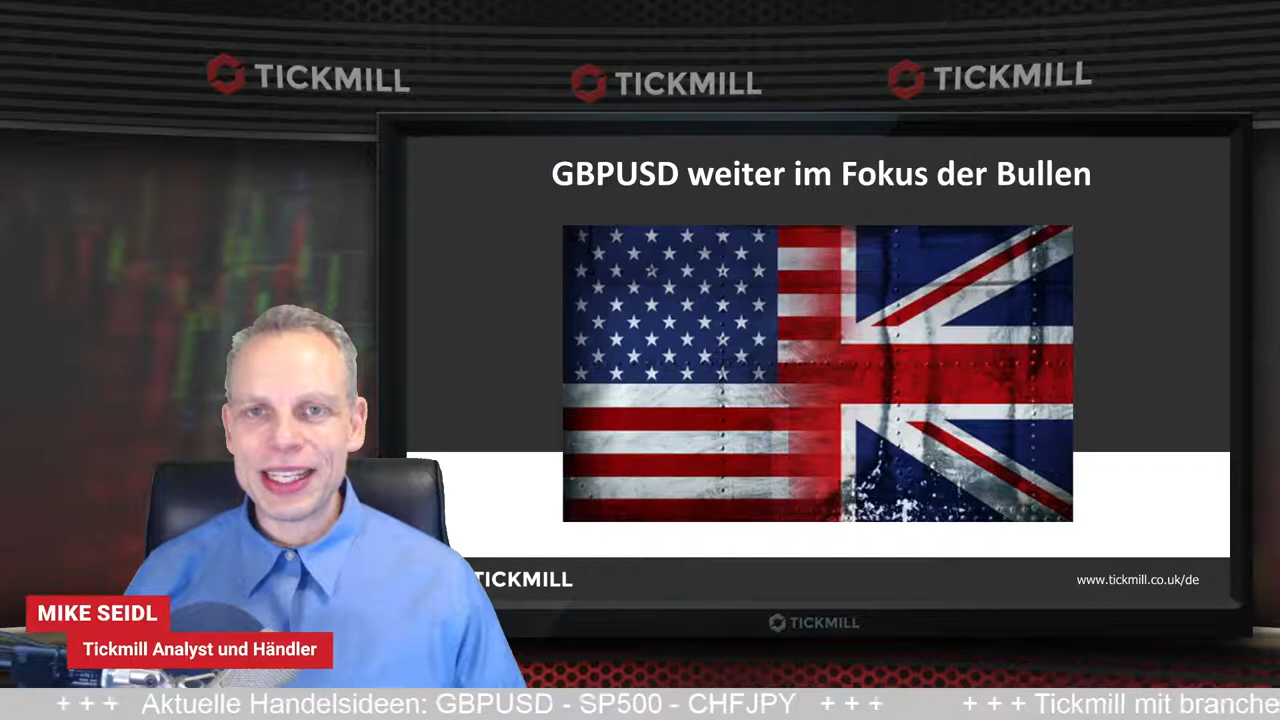 TICKMILL
TICKMILL
TICKMILL
GBPUSD weiter im Fokus der Bullen
TICKMILL
www.tickmill.co.uk/de
TICKMILL
MIKE SEIDL
Tickmill Analyst und Händler
+ + + Aktuelle Handelsideen: GBPUSD - SP500 - CHFJPY + + + + + + Tickmill mit branche